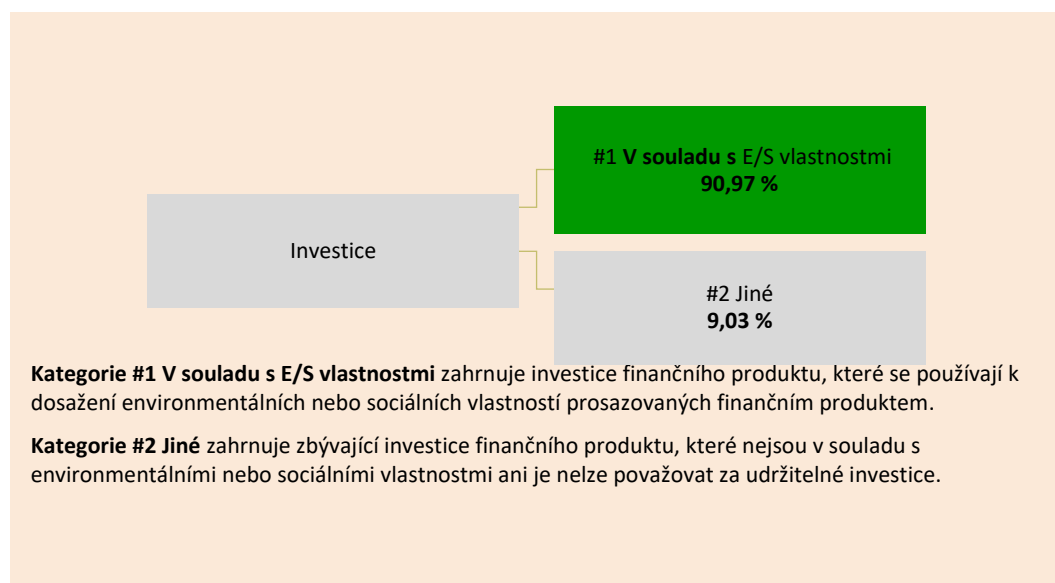 #1 V souladu s E/S vlastnostmi
90,97 %
Investice
#2 Jiné
9,03 %
Kategorie #1 V souladu s E/S vlastnostmi zahrnuje investice finančního produktu, které se používají k
dosažení environmentálních nebo sociálních vlastností prosazovaných finančním produktem.
Kategorie #2 Jiné zahrnuje zbývající investice finančního produktu, které nejsou v souladu s
environmentálními nebo sociálními vlastnostmi ani je nelze považovat za udržitelné investice.